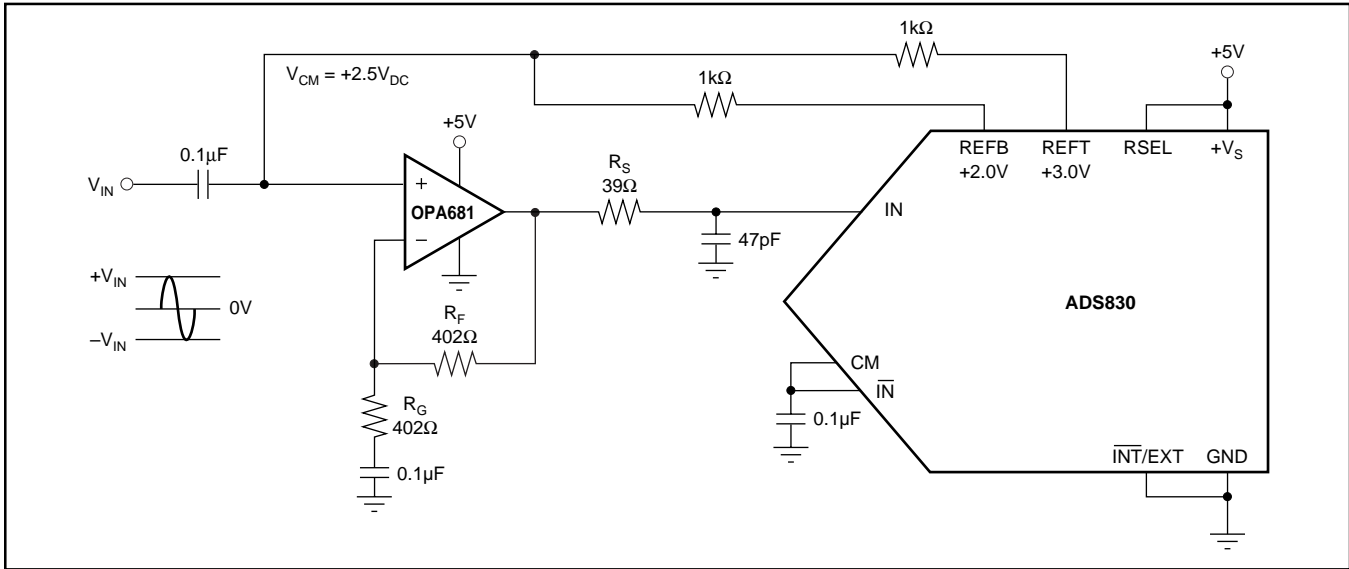 1kΩ
+5V
V_CM = +2.5V_DC
1kΩ
+5V
REFB
+2.0V
REFT
+3.0V
RSEL
+V_S
0.1µF
V_IN
+
OPA681
–
R_S
39Ω
IN
47pF
+V_IN
0V
–V_IN
ADS830
R_F
402Ω
CM
I̅N̅
R_G
402Ω
0.1µF
0.1µF
I̅N̅T̅/EXT
GND